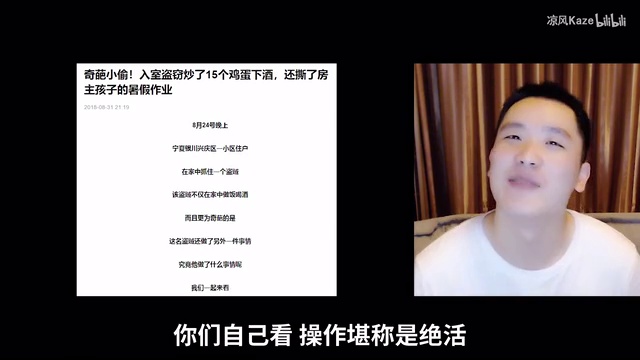 凉风Kaze bilibili
奇葩小偷！入室盗窃炒了15个鸡蛋下酒，还撕了房
主孩子的暑假作业
2018-08-31 21:19
8月24号晚上
宁夏银川兴庆区一小区住户
在家中抓住一个盗贼
该盗贼不仅在家中做饭喝酒
而且更为奇葩的是
这名盗贼还做了另外一件事情
究竟他做了什么事情呢
我们一起来看
你们自己看 操作堪称是绝活